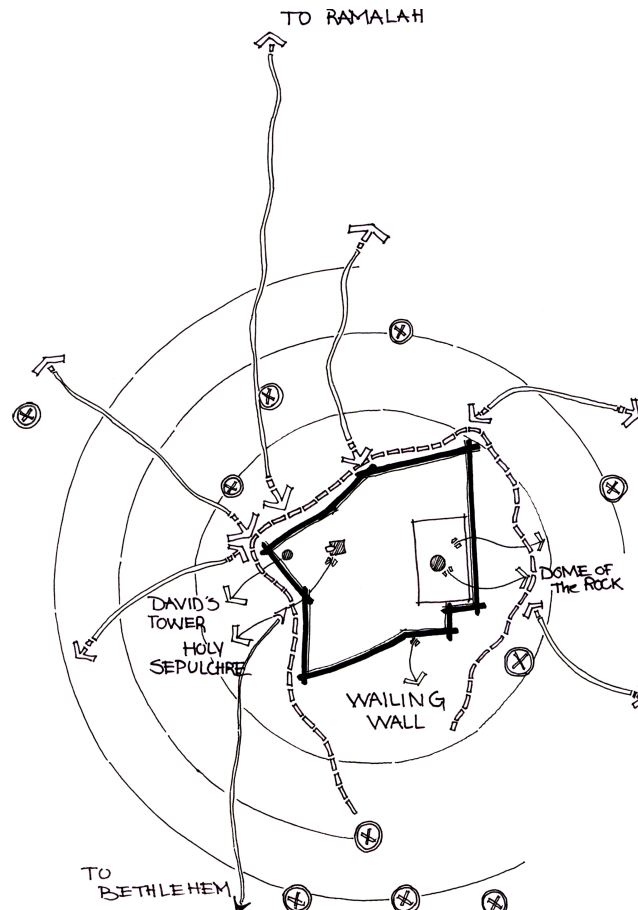 TO RAMALAH
DAVID'S
TOWER
HOLY
SEPULCHRE
DOME OF
The ROCK
WAILING
WALL
TO
BETHLEHEM